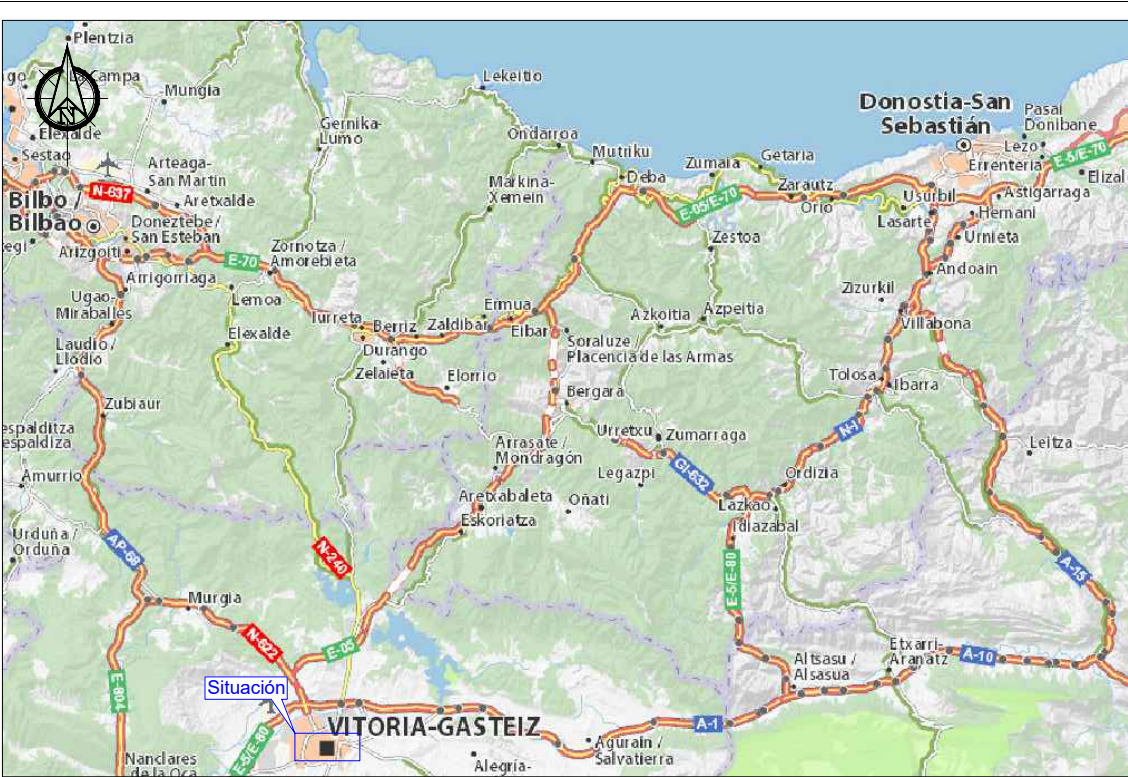 Plentzia
go
Campa
Mungia
N
Elexalde
Sestao
Arteaga-
San Martin
N-637
Aretxalde
Bilbo /
Bilbao
Doneztebe /
San Esteban
tegi
Arizgoiti
Arrigorriaga
E-70
Zornotza /
Amorebieta
Gernika-
Lumo
Lekeitio
Ondarroa
Mutriku
Deba
Markina-
Xemein
Zumaia
Getaria
Zarautz
Orio
E-05/E-70
Zestoa
Donostia-San
Sebastián
Pasai
Donibane
Lezo
Errenteria
E-5/E-70
Elizal
Astigarraga
Usurbil
Lasarte
Hernani
Urnieta
Andoain
Zizurkil
Villabona
Ugao-
Miraballes
Lemoa
Elexalde
Iurreta
Berriz
Zaldibar
Ermua
Eibar
Durango
Zelaieta
Elorrio
Soraluze
Placencia de las Armas
Azkoitia
Azpeitia
Laudio /
Llodio
Zubiaur
Bergara
Tolosa
Ibarra
espalditza
espaldiza
Amurrio
Urretxu
Zumarraga
N-I
Leitza
Arrasate /
Mondragón
Legazpi
GI-632
Ordizia
Aretxabaleta
Oñati
Lazkao
Idiazabal
Eskoriatza
Urduña /
Orduña
AP-68
N-240
E-5/E-80
A-15
Murgia
N-622
E-05
Etxarri-
Aranatz
A-10
Altsasu /
Alsasua
E-804
Situación
VITORIA-GASTEIZ
A-1
E-5/E-80
Agurain /
Salvatierra
Nanclares
de la Oca
Alegría-